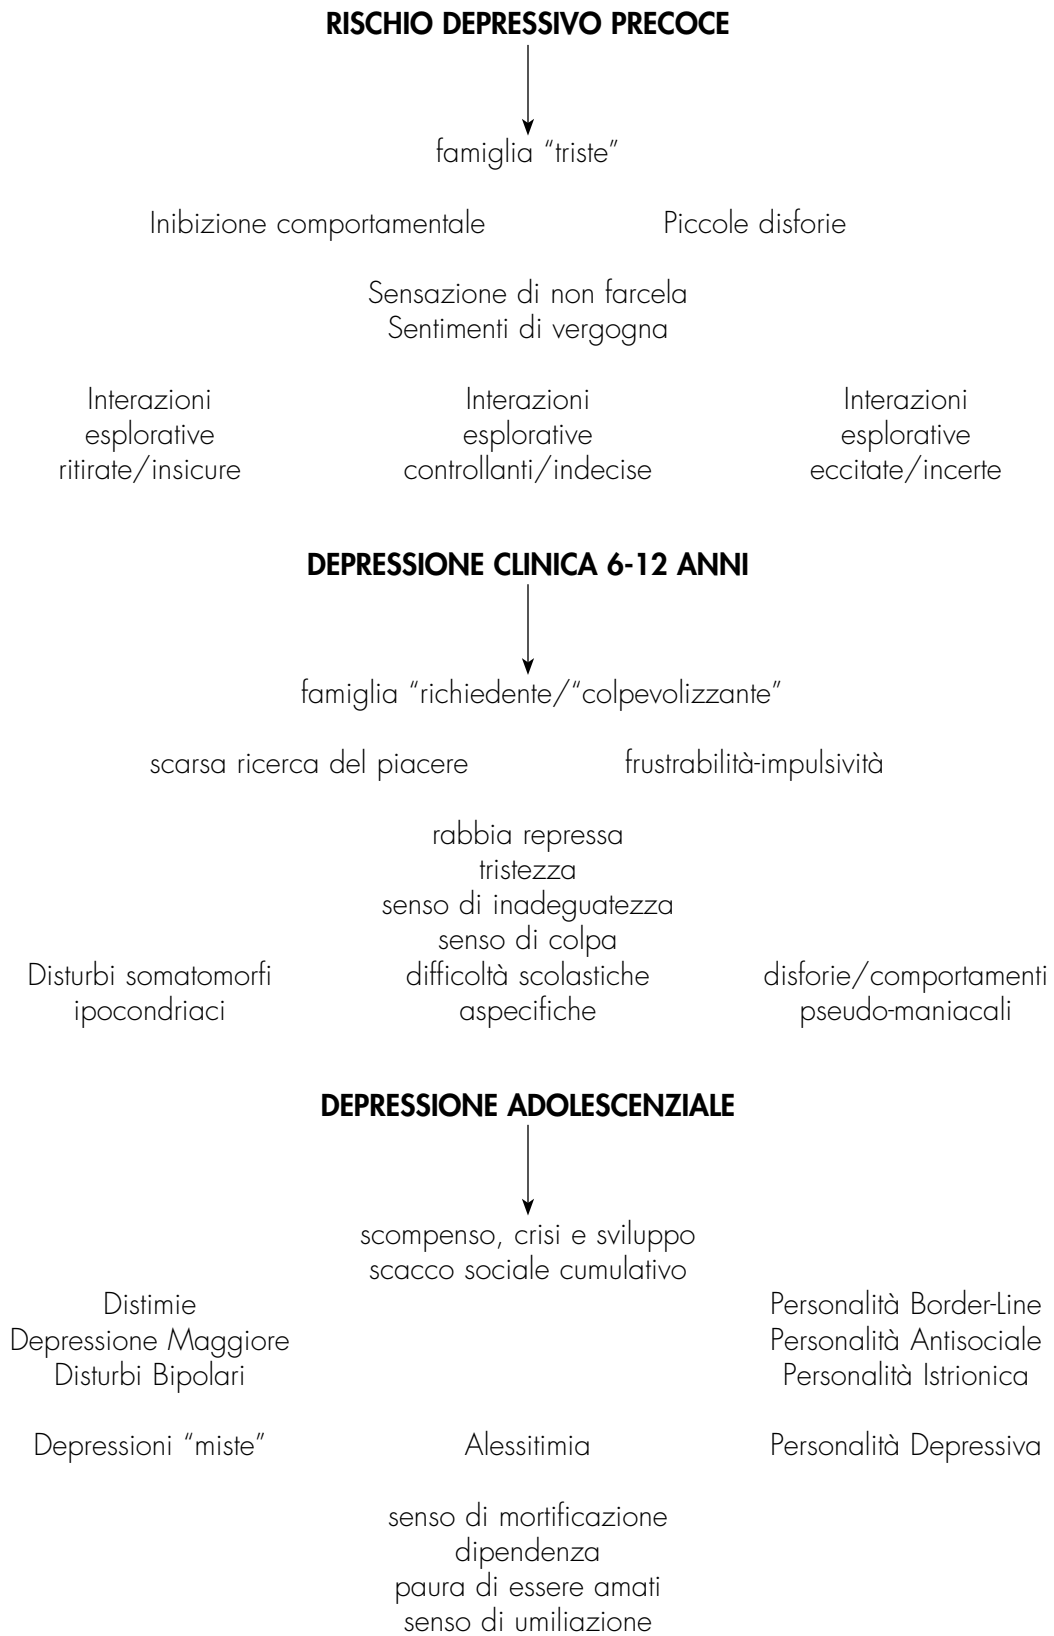 RISCHIO DEPRESSIVO PRECOCE
famiglia “triste”
Inibizione comportamentale Piccole disforie
Sensazione di non farcela
Sentimenti di vergogna
Interazioni Interazioni Interazioni
esplorative esplorative esplorative
ritirate/insicure controllanti/indecise eccitate/incerte
DEPRESSIONE CLINICA 6-12 ANNI
famiglia “richiedente/“colpevolizzante”
scarsa ricerca del piacere frustrabilità-impulsività
rabbia repressa
tristezza
senso di inadeguatezza
senso di colpa
Disturbi somatomorfi difficoltà scolastiche disforie/comportamenti
ipocondriaci aspecifiche pseudo-maniacali
DEPRESSIONE ADOLESCENZIALE
scompenso, crisi e sviluppo
scacco sociale cumulativo
Distimie Personalità Border-Line
Depressione Maggiore Personalità Antisociale
Disturbi Bipolari Personalità Istrionica
Depressioni “miste” Alessitimia Personalità Depressiva
senso di mortificazione
dipendenza
paura di essere amati
senso di umiliazione